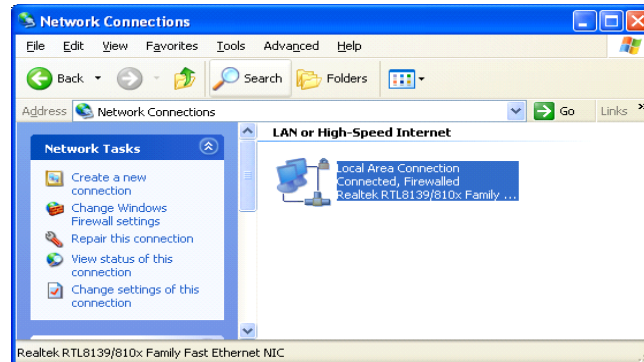 Network Connections
File Edit View Favorites Tools Advanced Help
Back Search Folders
Address Network Connections Go Links »
LAN or High-Speed Internet
Network Tasks
Local Area Connection
Connected, Firewalled
Realtek RTL8139/810x Family ...
Create a new
connection
Change Windows
Firewall settings
Repair this connection
View status of this
connection
Change settings of this
connection
Realtek RTL8139/810x Family Fast Ethernet NIC